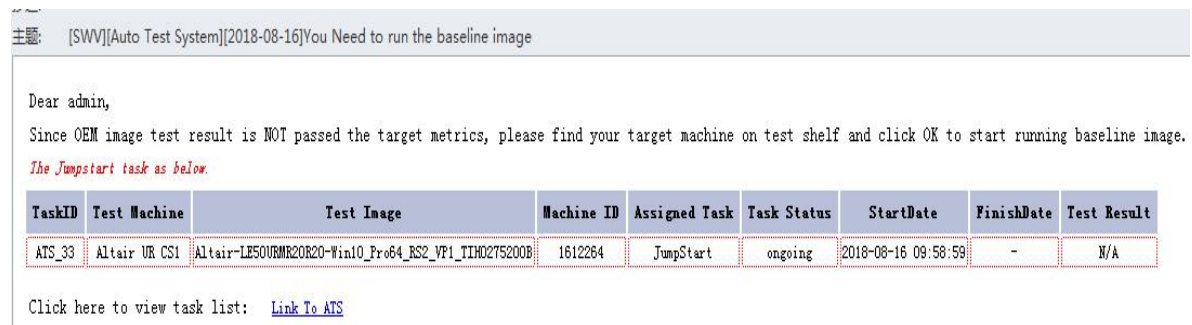 主题: [SWV][Auto Test System][2018-08-16]You Need to run the baseline image
Dear admin,
Since OEM image test result is NOT passed the target metrics, please find your target machine on test shelf and click OK to start running baseline image.
The Jumpstart task as below.
TaskID Test Machine Test Image Machine ID Assigned Task Task Status StartDate FinishDate Test Result
ATS_33 Altair UR CS1 Altair-LE50URMR20R20-Win10_Pro64_RS2_VP1_TIH0275200B 1612264 JumpStart ongoing 2018-08-16 09:58:59 - N/A
Click here to view task list: Link To ATS